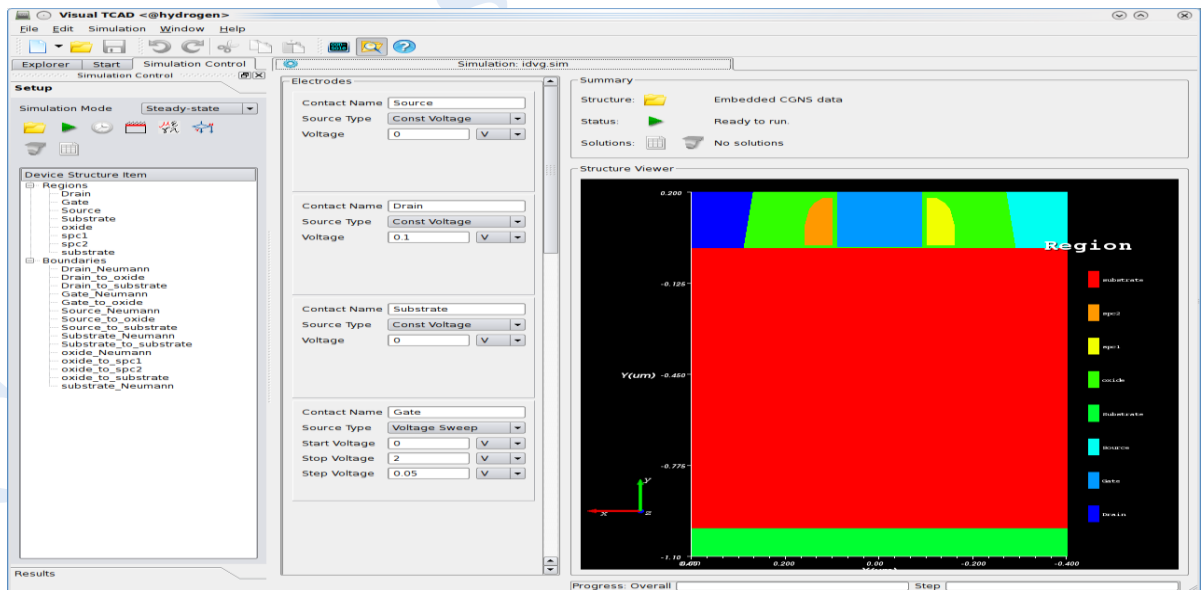 Visual TCAD <@hydrogen>
File Edit Simulation Window Help
Explorer Start Simulation Control
Simulation: idvg.sim
Simulation Control
Setup
Simulation Mode Steady-state
Device Structure Item
Regions
Drain
Gate
Source
Substrate
oxide
spc1
spc2
substrate
Boundaries
Drain_Neumann
Drain_to_oxide
Drain_to_substrate
Gate_Neumann
Gate_to_oxide
Source_Neumann
Source_to_oxide
Source_to_substrate
Substrate_Neumann
Substrate_to_substrate
oxide_Neumann
oxide_to_spc1
oxide_to_spc2
oxide_to_substrate
substrate_Neumann
Results
Electrodes
Contact Name Source
Source Type Const Voltage
Voltage 0 V
Contact Name Drain
Source Type Const Voltage
Voltage 0.1 V
Contact Name Substrate
Source Type Const Voltage
Voltage 0 V
Contact Name Gate
Source Type Voltage Sweep
Start Voltage 0 V
Stop Voltage 2 V
Step Voltage 0.05 V
Summary
Structure: Embedded CGNS data
Status: Ready to run.
Solutions: No solutions
Structure Viewer
0.200
-0.125
Y(um) -0.450
-0.775
-1.10
0.200 0.00 -0.200 -0.400
y
x
z
Region
substrate
spc2
spc1
oxide
Substrate
Source
Gate
Drain
Progress: Overall Step